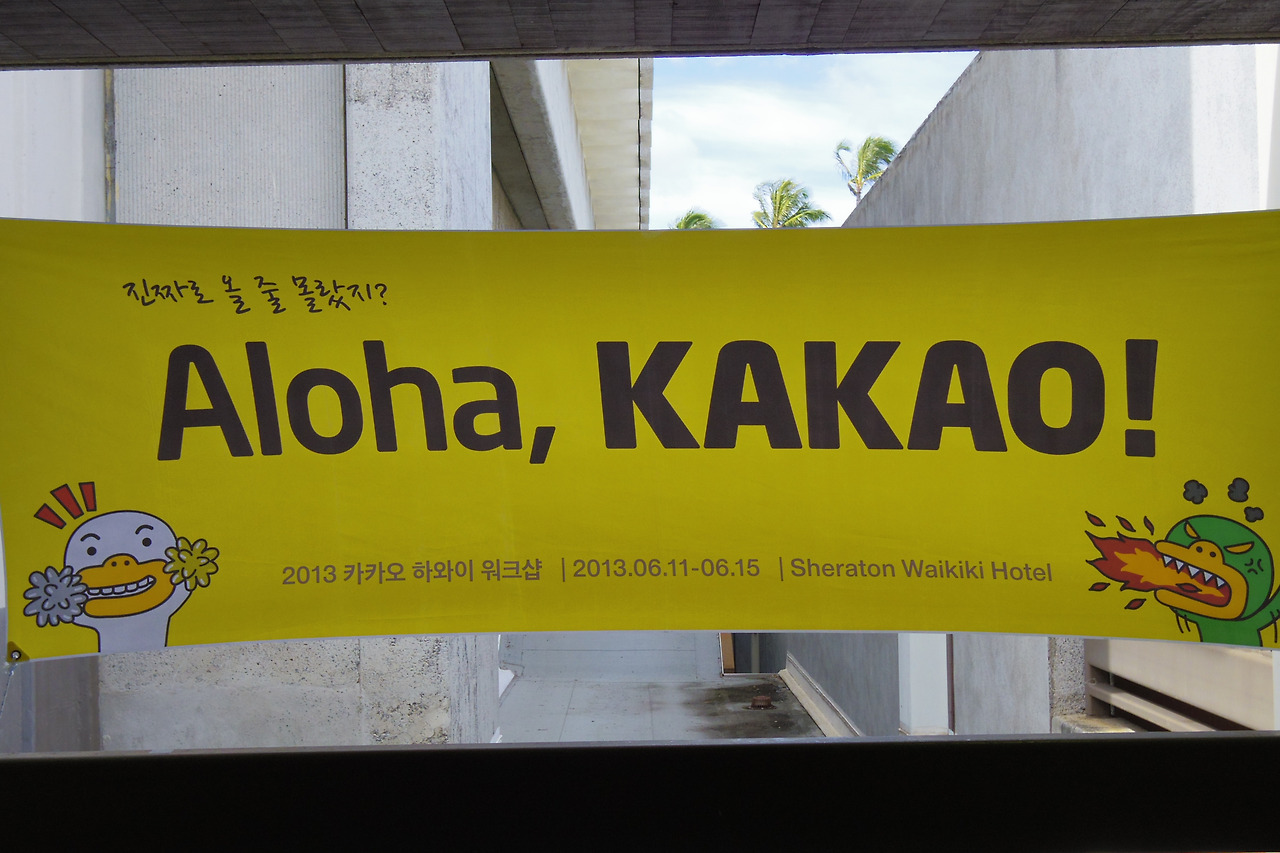 진짜로 올 줄 몰랐지?
Aloha, KAKAO!
2013 카카오 하와이 워크샵 | 2013.06.11-06.15 | Sheraton Waikiki Hotel